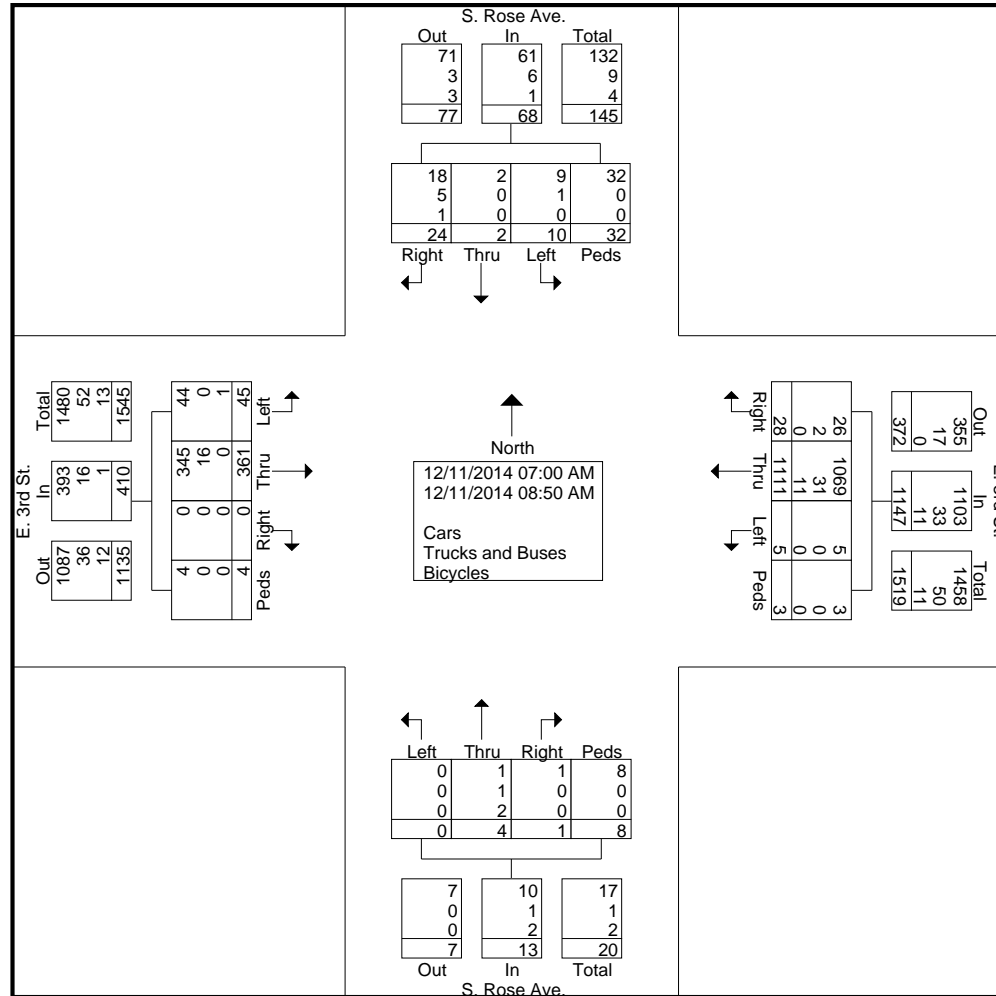 S. Rose Ave.
Out In Total
71 61 132
3 6 9
3 1 4
77 68 145
18 2 9 32
5 0 1 0
1 0 0 0
24 2 10 32
Right Thru Left Peds
E. 3rd St.
Total In Out
1480 393 1087
52 16 36
13 1 12
1545 410 1135
44 345 0 4
0 16 0 0
1 0 0 0
45 361 0 4
Left Thru Right Peds
North
12/11/2014 07:00 AM
12/11/2014 08:50 AM
Cars
Trucks and Buses
Bicycles
Right Thru Left Peds
28 1111 5 3
0 11 0 0
2 31 0 0
26 1069 5 3
Out In Total
355 1103 1458
17 33 50
0 11 11
372 1147 1519
Left Thru Right Peds
0 1 1 8
0 1 0 0
0 2 0 0
0 4 1 8
7 10 17
0 1 1
0 2 2
7 13 20
Out In Total
S. Rose Ave.